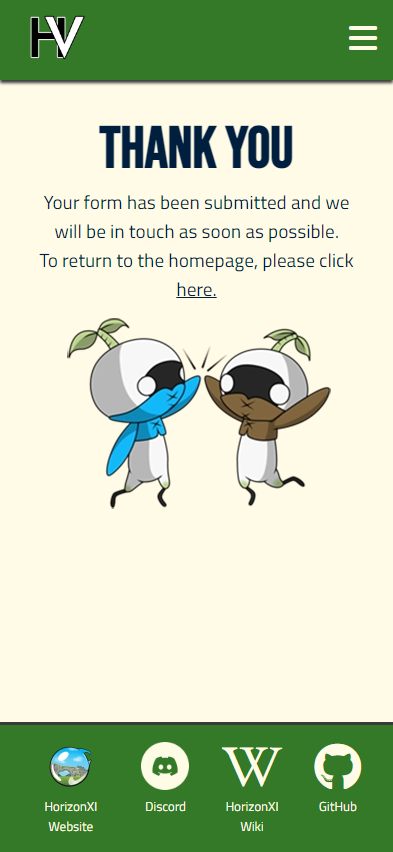 HV
THANK YOU
Your form has been submitted and we
will be in touch as soon as possible.
To return to the homepage, please click
here.
W
HorizonXI
Website
Discord
HorizonXI
Wiki
GitHub